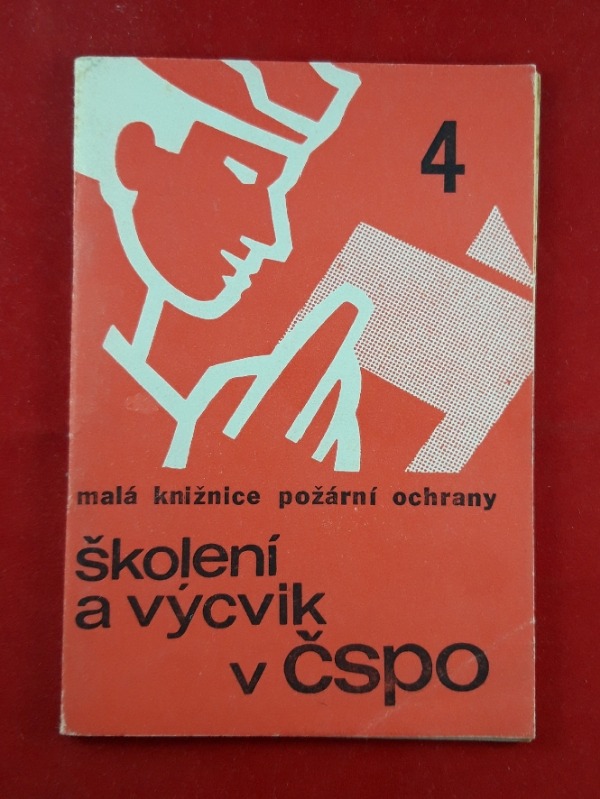 4
malá knižnice požární ochrany
školení
a výcvik
v čspo